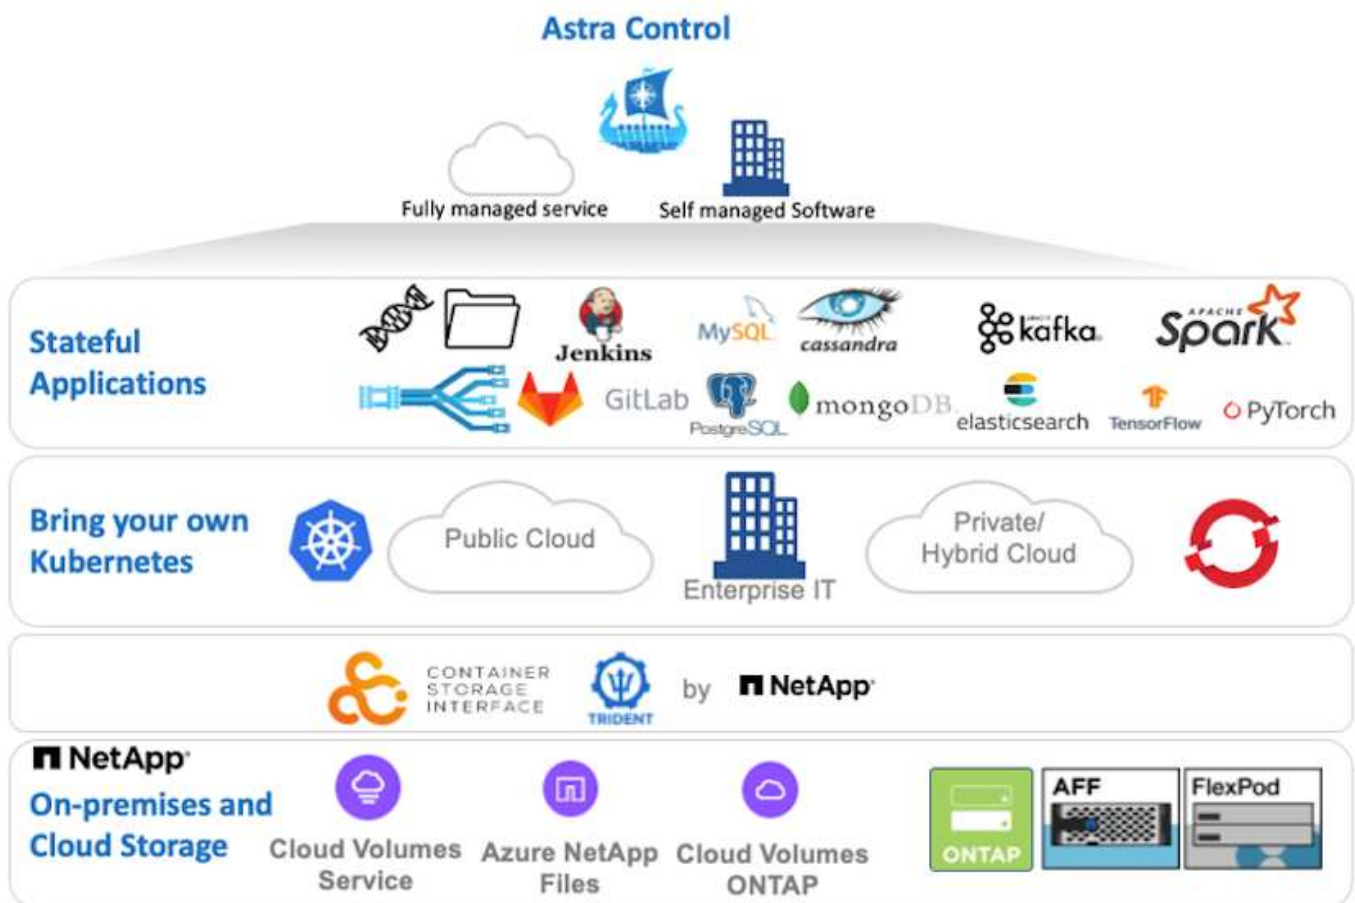 Astra Control
Fully managed service
Self managed Software
Stateful
Applications
Jenkins
MySQL
cassandra
kafka
APACHE
Spark
GitLab
PostgreSQL
mongoDB
elasticsearch
TensorFlow
PyTorch
Bring your own
Kubernetes
Public Cloud
Enterprise IT
Private/
Hybrid Cloud
CONTAINER
STORAGE
INTERFACE
TRIDENT
by
NetApp
NetApp
On-premises and
Cloud Storage
Cloud Volumes
Service
Azure NetApp
Files
Cloud Volumes
ONTAP
ONTAP
AFF
FlexPod